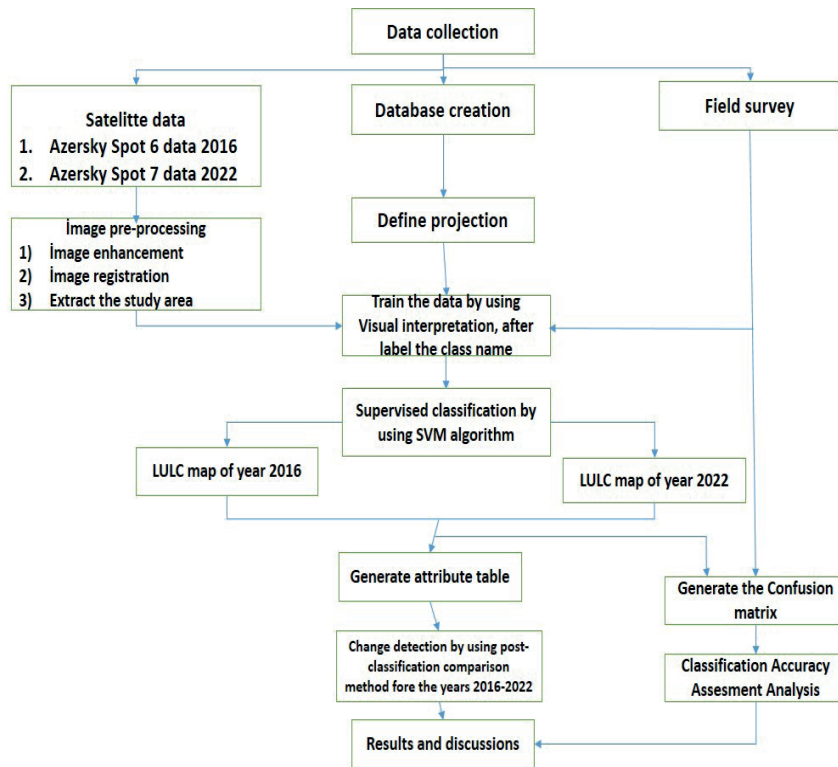 Data collection
Satelitte data
1. Azersky Spot 6 data 2016
2. Azersky Spot 7 data 2022
Database creation
Field survey
İmage pre-processing
1) İmage enhancement
2) İmage registration
3) Extract the study area
Define projection
Train the data by using
Visual interpretation, after
label the class name
Supervised classification by
using SVM algorithm
LULC map of year 2016
LULC map of year 2022
Generate attribute table
Generate the Confusion
matrix
Change detection by using post-
classification comparison
method fore the years 2016-2022
Classification Accuracy
Assesment Analysis
Results and discussions